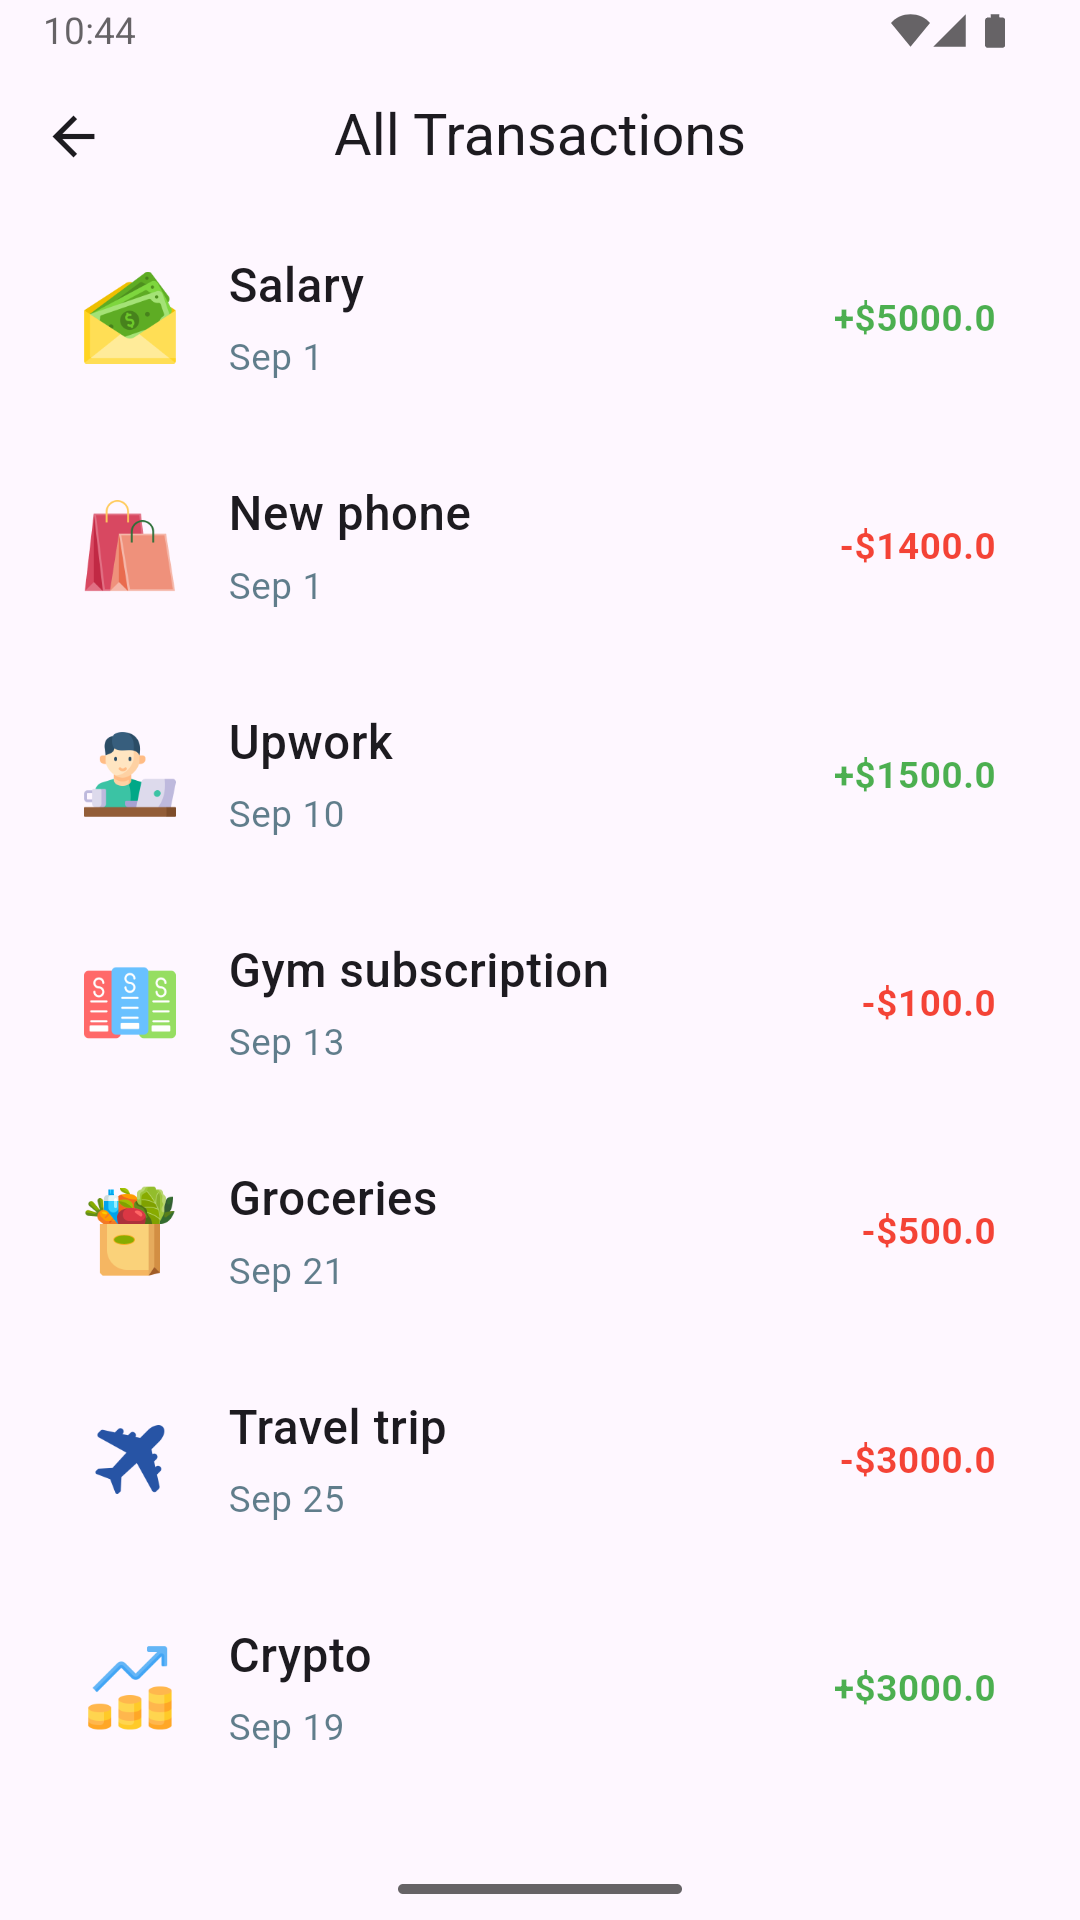 10:44
All Transactions
Salary
+$5000.0
Sep 1
New phone
-$1400.0
Sep 1
Upwork
+$1500.0
Sep 10
Gym subscription
-$100.0
Sep 13
Groceries
-$500.0
Sep 21
Travel trip
-$3000.0
Sep 25
Crypto
+$3000.0
Sep 19